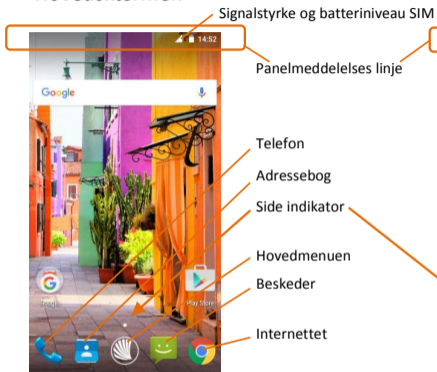 Signalstyrke og batteriniveau SIM
14:52
Panelmeddelelses linje
Google
Telefon
Adressebog
Side indikator
Hovedmenuen
Play Store
Beskeder
Internettet